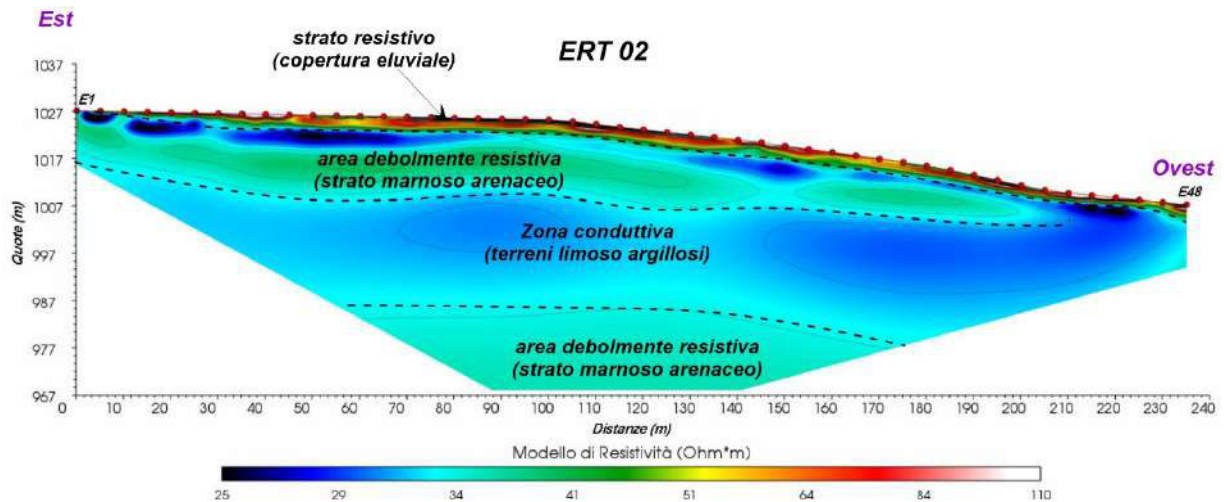 Est
ERT 02
strato resistivo
(copertura eluviale)
1037
1027
1017
1007
997
987
977
967
Quote (m)
E1
area debolmente resistiva
(strato marnoso arenaceo)
Ovest
E48
Zona conduttiva
(terreni limoso argillosi)
area debolmente resistiva
(strato marnoso arenaceo)
0 10 20 30 40 50 60 70 80 90 100 110 120 130 140 150 160 170 180 190 200 210 220 230 240
Distanze (m)
Modello di Resistività (Ohm*m)
25 29 34 41 51 64 84 110